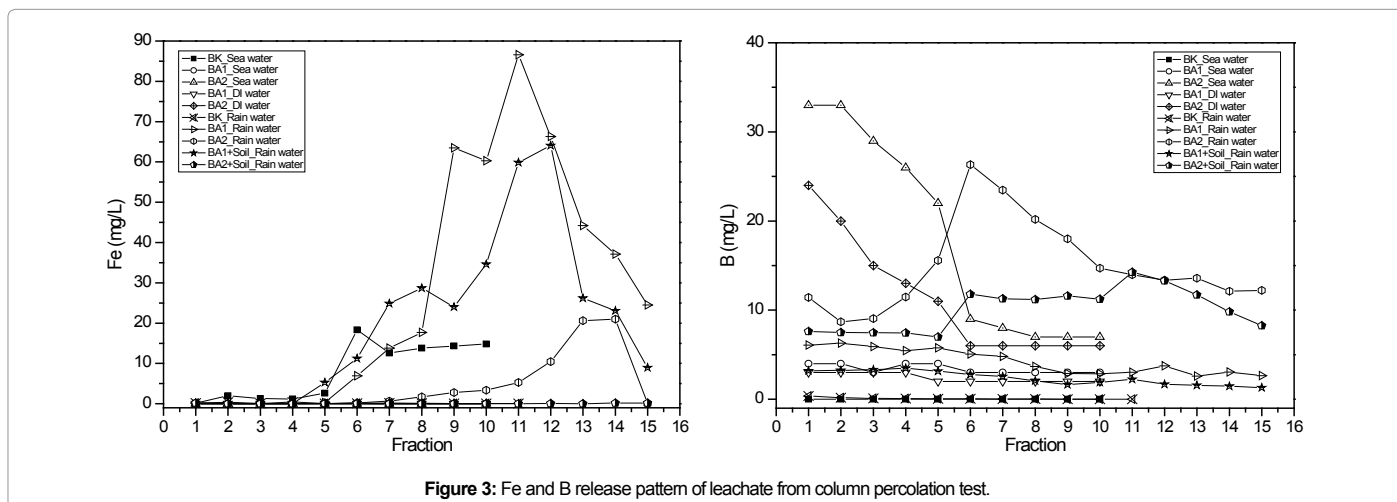 90
80
70
60
50
40
30
20
10
0
Fe (mg/L)
BK_Sea water
BA1_Sea water
BA2_Sea water
BA1_DI water
BA2_DI water
BK_Rain water
BA1_Rain water
BA2_Rain water
BA1+Soil_Rain water
BA2+Soil_Rain water
0 1 2 3 4 5 6 7 8 9 10 11 12 13 14 15 16
Fraction
40
30
20
10
0
B (mg/L)
BK_Sea water
BA1_Sea water
BA2_Sea water
BA1_DI water
BA2_DI water
BK_Rain water
BA1_Rain water
BA2_Rain water
BA1+Soil_Rain water
BA2+Soil_Rain water
0 1 2 3 4 5 6 7 8 9 10 11 12 13 14 15 16
Fraction
Figure 3: Fe and B release pattern of leachate from column percolation test.